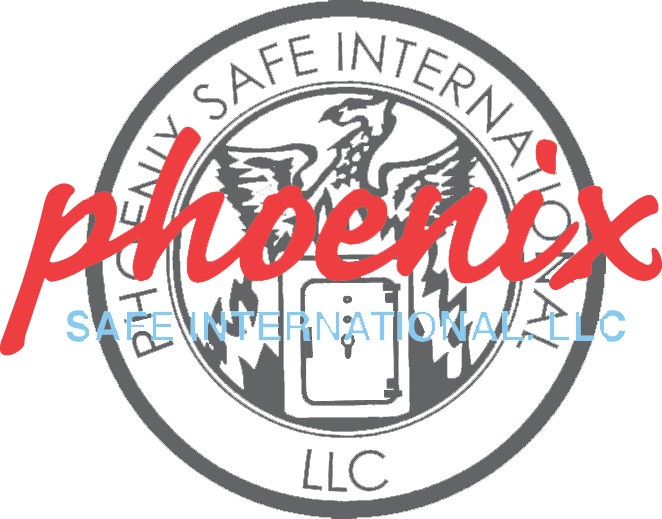 PHOENIX SAFE INTERNATIONAL
phoenix
SAFE INTERNATIONAL, LLC
LLC